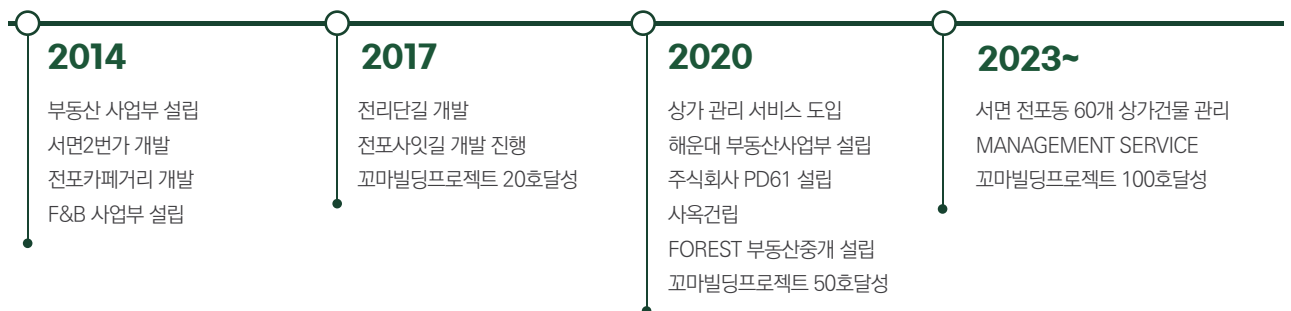 2014
부동산 사업부 설립
서면2번가 개발
전포카페거리 개발
F&B 사업부 설립
2017
전리단길 개발
전포사잇길 개발 진행
꼬마빌딩프로젝트 20호달성
2020
상가 관리 서비스 도입
해운대 부동산사업부 설립
주식회사 PD61 설립
사옥건립
FOREST 부동산중개 설립
꼬마빌딩프로젝트 50호달성
2023~
서면 전포동 60개 상가건물 관리
MANAGEMENT SERVICE
꼬마빌딩프로젝트 100호달성